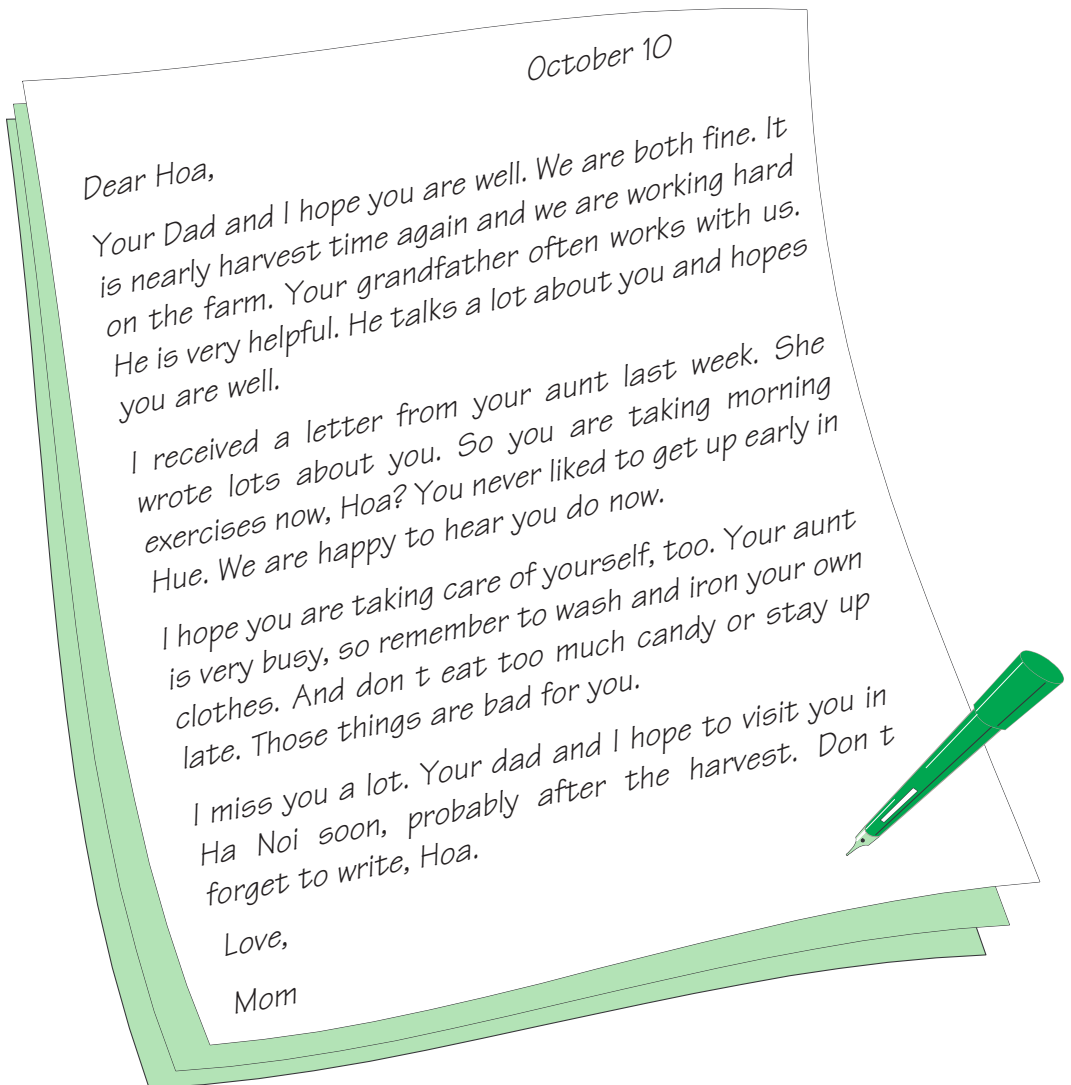 October 10
Dear Hoa,
Your Dad and I hope you are well. We are both fine. It
is nearly harvest time again and we are working hard
on the farm. Your grandfather often works with us.
He is very helpful. He talks a lot about you and hopes
you are well.
I received a letter from your aunt last week. She
wrote lots about you. So you are taking morning
exercises now, Hoa? You never liked to get up early in
Hue. We are happy to hear you do now.
I hope you are taking care of yourself, too. Your aunt
is very busy, so remember to wash and iron your own
clothes. And don t eat too much candy or stay up
late. Those things are bad for you.
I miss you a lot. Your dad and I hope to visit you in
Ha Noi soon, probably after the harvest. Don t
forget to write, Hoa.
Love,
Mom